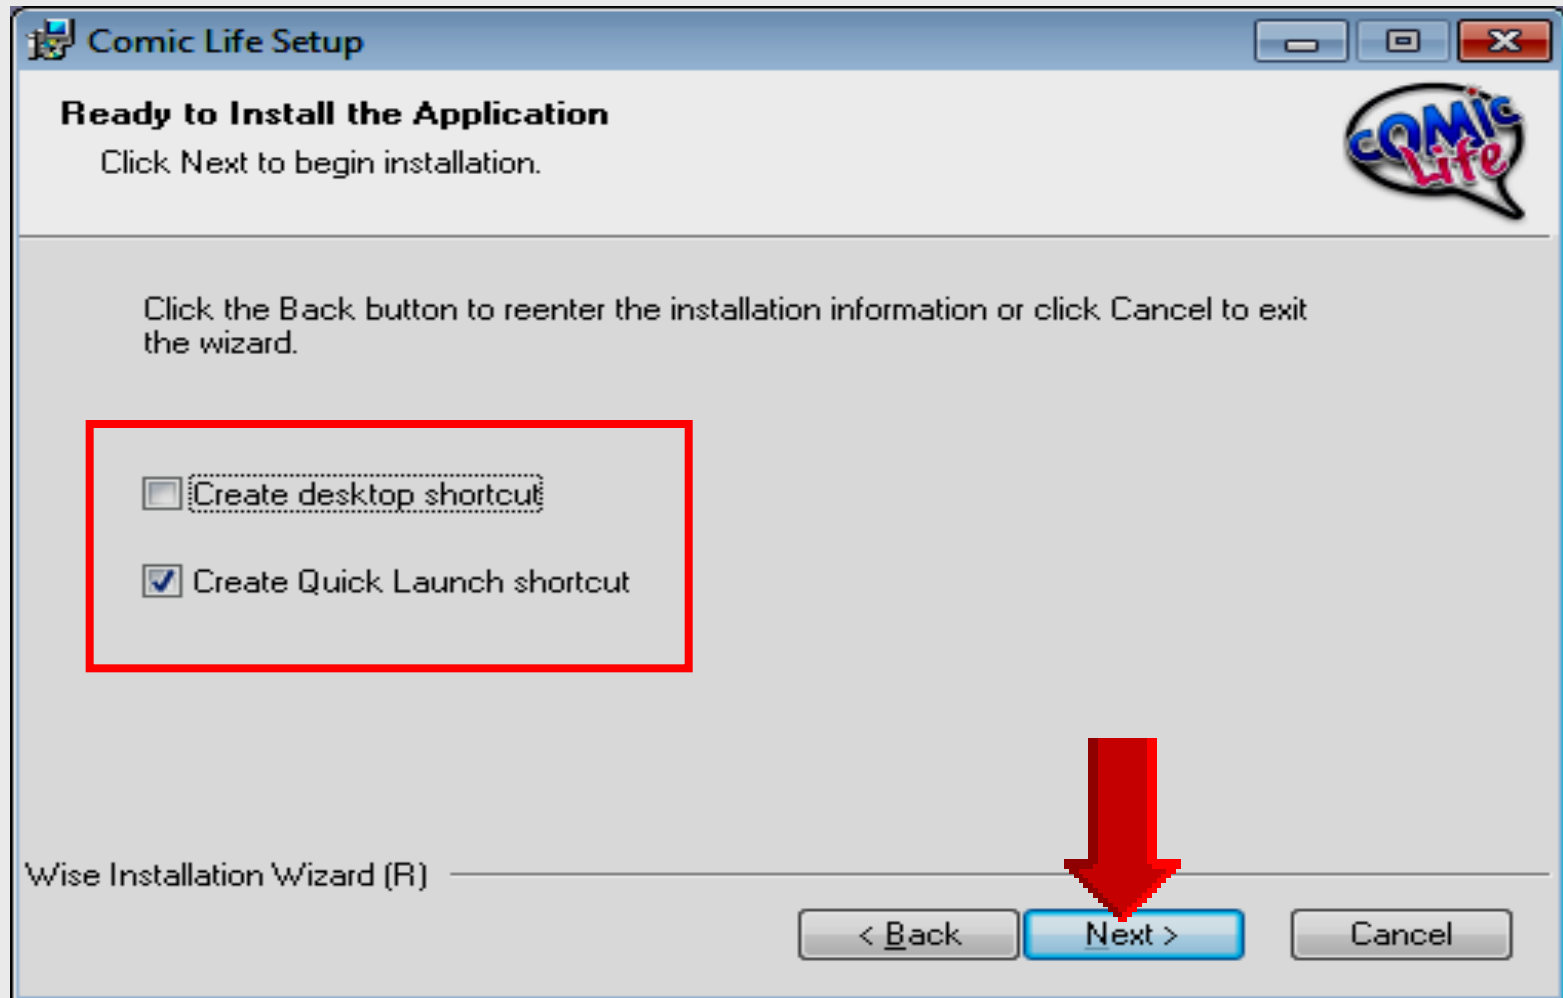 Comic Life Setup
Ready to Install the Application
Click Next to begin installation.
COMIC
Life
Click the Back button to reenter the installation information or click Cancel to exit
the wizard.
Create desktop shortcut
Create Quick Launch shortcut
Wise Installation Wizard (R)
< Back
Next >
Cancel